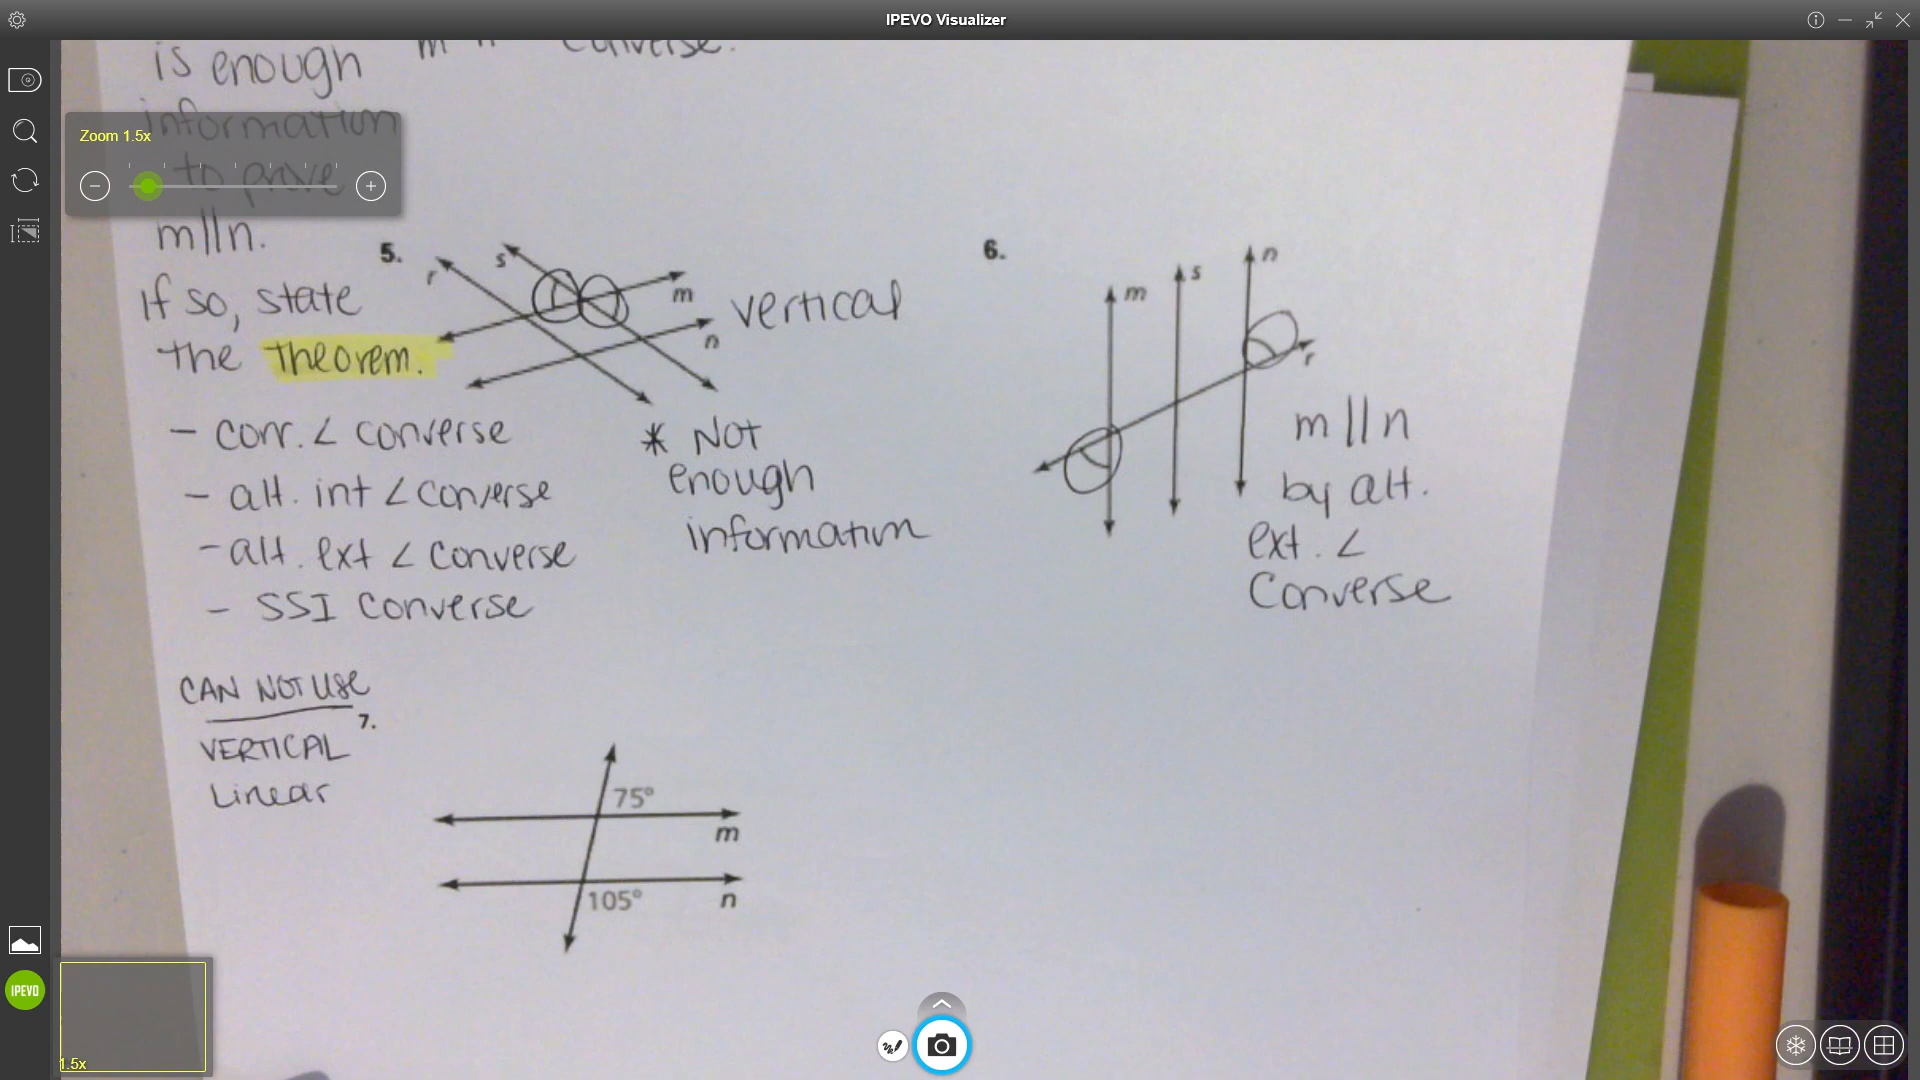 IPEVO Visualizer
is enough
m n converse.
information
Zoom 1.5x
to prove
m||n.
If so, state
the theorem.
- corr. ∠ converse
- alt. int ∠ converse
- alt. ext ∠ converse
- SSI converse
5.
r
s
m
n
vertical
* Not
enough
information
6.
m
s
n
r
m || n
by alt.
ext. ∠
Converse
CAN NOT USE
VERTICAL
Linear
7.
75°
m
105°
n
IPEVO
1.5x